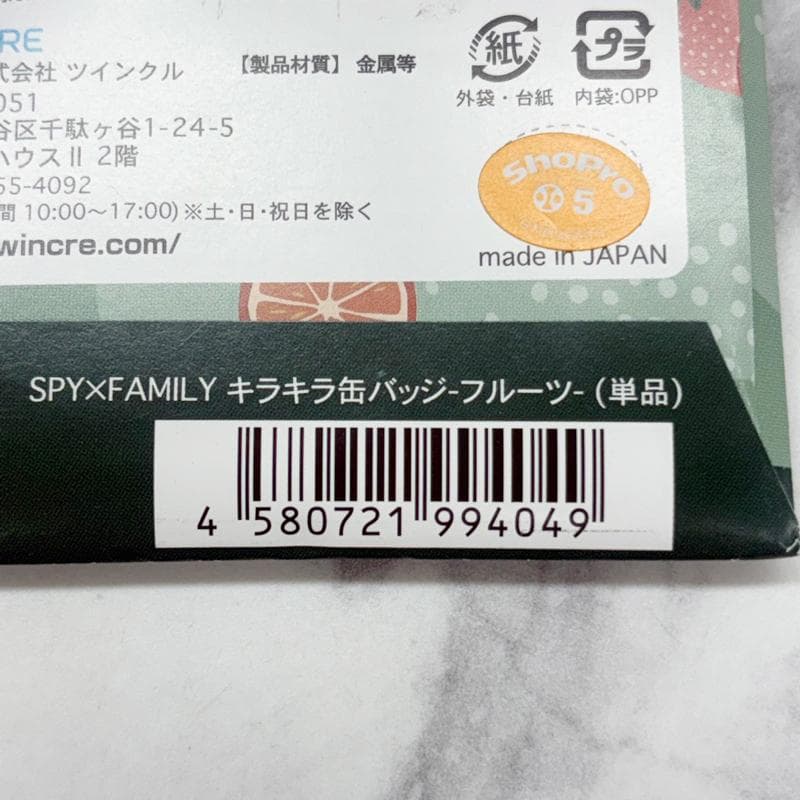 RE
式会社 ツインクル
【製品材質】 金属等
051
谷区千駄ヶ谷1-24-5
ハウスⅡ 2階
55-4092
間 10:00〜17:00)※土・日・祝日を除く
wincre.com/
紙
外袋・台紙
プラ
内袋:OPP
ShoPro
5
made in JAPAN
SPY×FAMILY キラキラ缶バッジ-フルーツ- (単品)
4 580721 994049